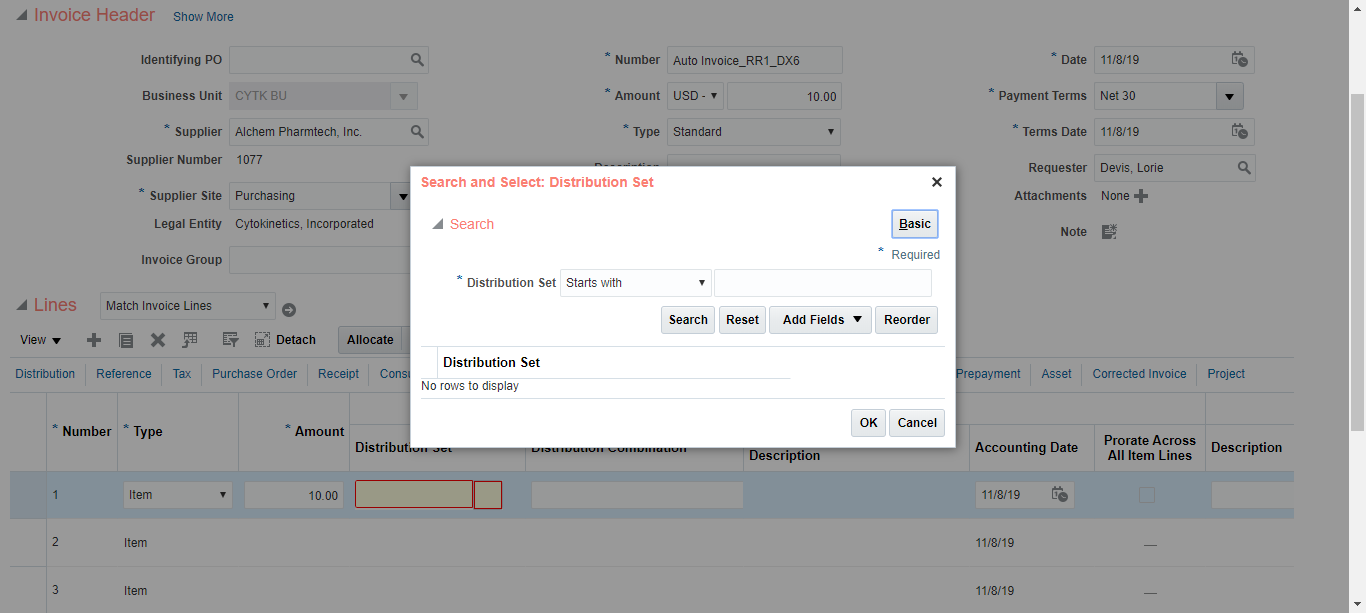 Invoice Header Show More
Identifying PO
* Number Auto Invoice_RR1_DX6
* Date 11/8/19
Business Unit CYTK BU
* Amount USD - 10.00
* Payment Terms Net 30
* Supplier Alchem Pharmtech, Inc.
* Type Standard
* Terms Date 11/8/19
Supplier Number 1077
Description
Requester Devis, Lorie
* Supplier Site Purchasing
Attachments None
Legal Entity Cytokinetics, Incorporated
Note
Invoice Group
Search and Select: Distribution Set
Search
Basic
* Required
* Distribution Set Starts with
Search Reset Add Fields Reorder
Distribution Set
No rows to display
OK Cancel
Lines Match Invoice Lines
View Detach Allocate
Distribution Reference Tax Purchase Order Receipt Consu Prepayment Asset Corrected Invoice Project
* Number * Type * Amount Distribution Set Distribution Combination Description Accounting Date Prorate Across Description
All Item Lines
1 Item 10.00 11/8/19
2 Item 11/8/19 —
3 Item 11/8/19 —